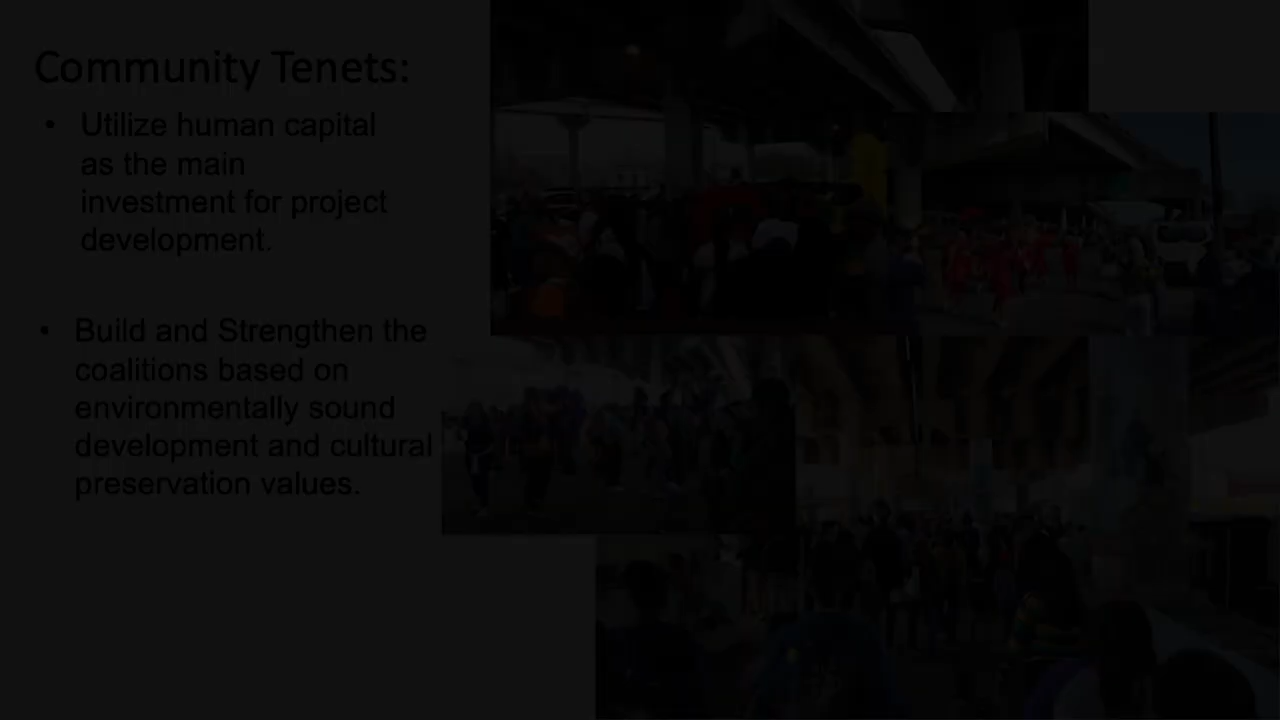 Community Tenets:
• Utilize human capital
as the main
investment for project
development.
• Build and Strengthen the
coalitions based on
environmentally sound
development and cultural
preservation values.